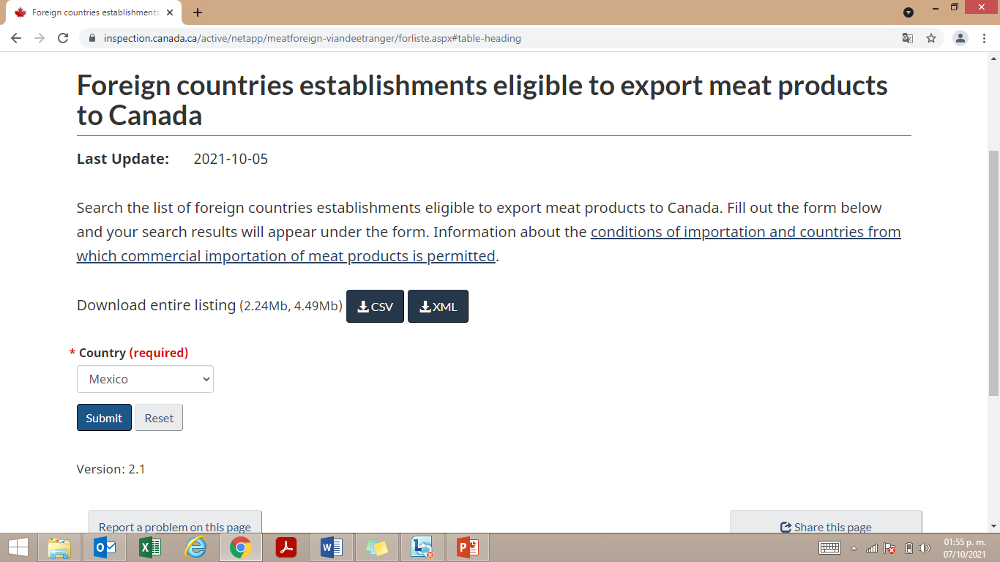 Foreign countries establishments
inspection.canada.ca/active/netapp/meatforeign-viandeetranger/forliste.aspx#table-heading
Foreign countries establishments eligible to export meat products
to Canada
Last Update: 2021-10-05
Search the list of foreign countries establishments eligible to export meat products to Canada. Fill out the form below
and your search results will appear under the form. Information about the conditions of importation and countries from
which commercial importation of meat products is permitted.
Download entire listing (2.24Mb, 4.49Mb) CSV XML
* Country (required)
Mexico
Submit Reset
Version: 2.1
Report a problem on this page Share this page
01:55 p. m.
07/10/2021